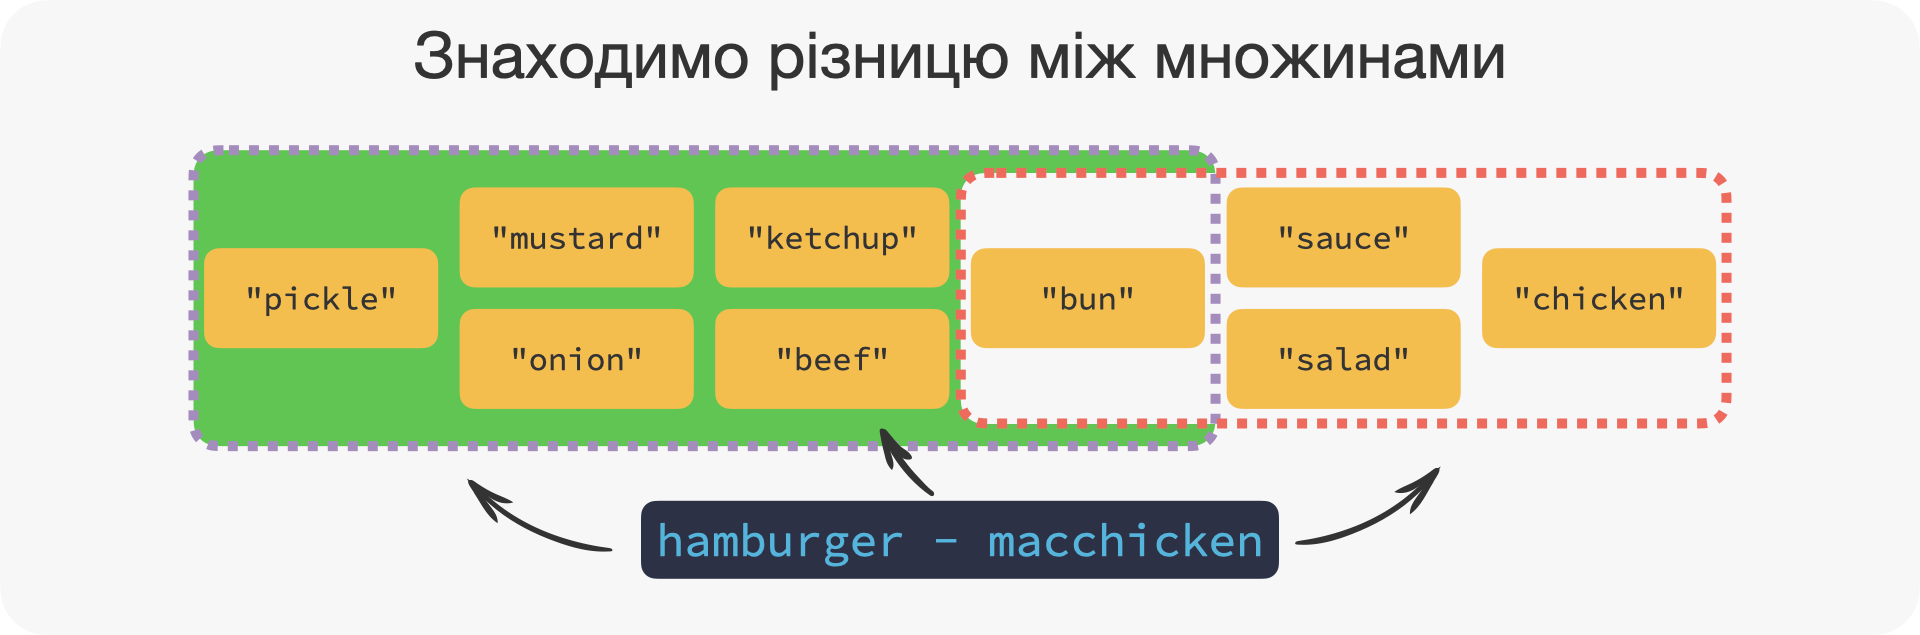 Знаходимо різницю між множинами
"mustard" "ketchup" "sauce"
"pickle" "bun" "chicken"
"onion" "beef" "salad"
hamburger - macchicken